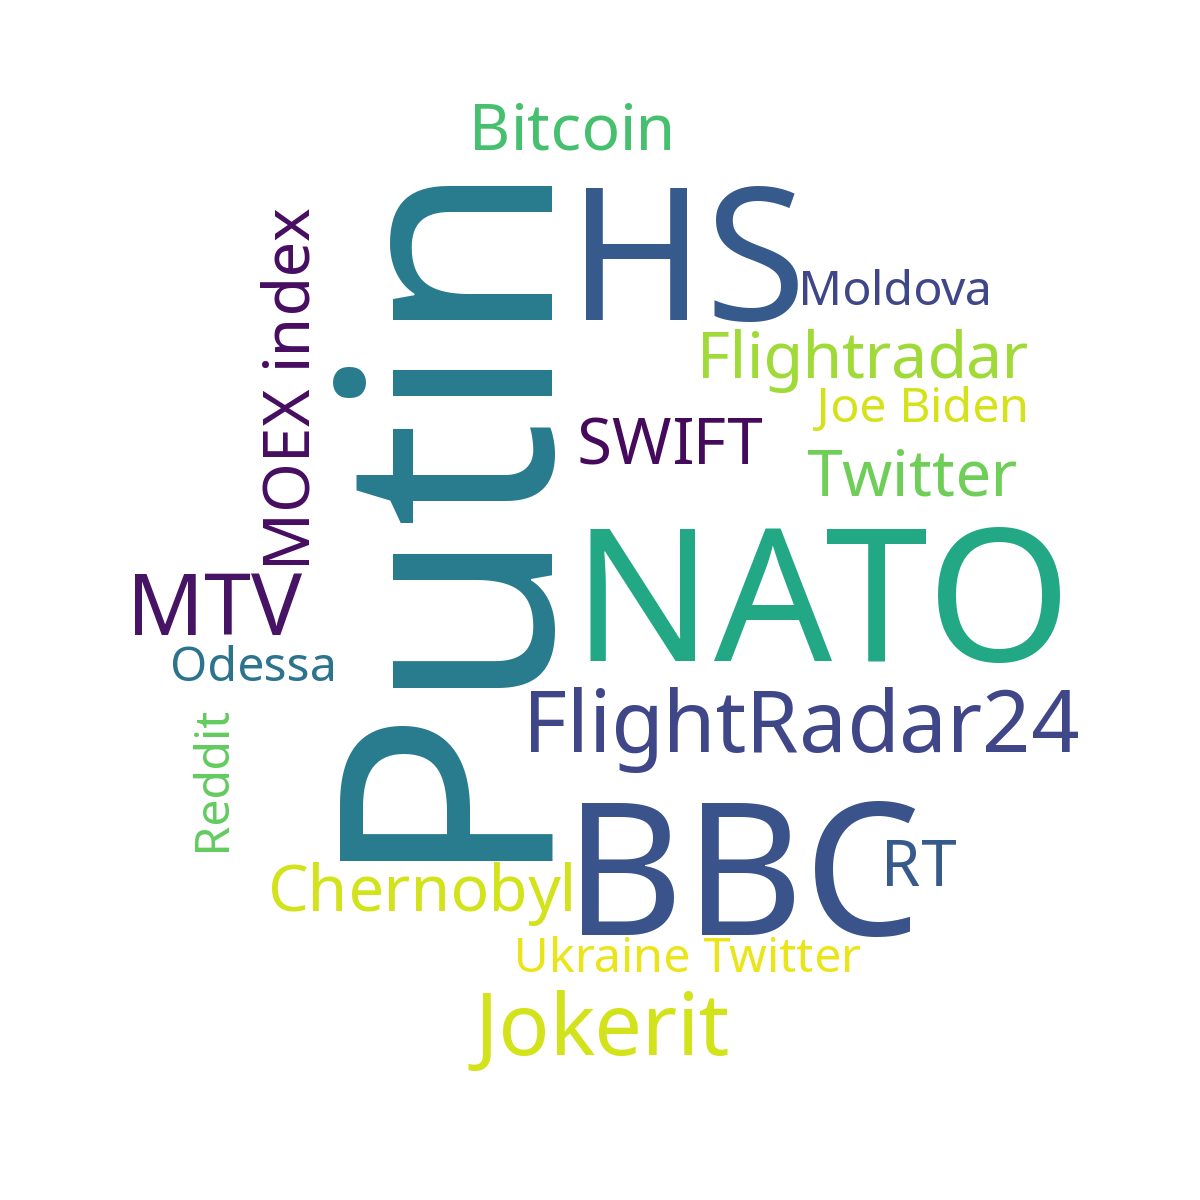 Bitcoin
Putin
HS
MOEX index
Moldova
Flightradar
Joe Biden
SWIFT
Twitter
NATO
MTV
Odessa
FlightRadar24
Reddit
BBC
RT
Chernobyl
Ukraine Twitter
Jokerit